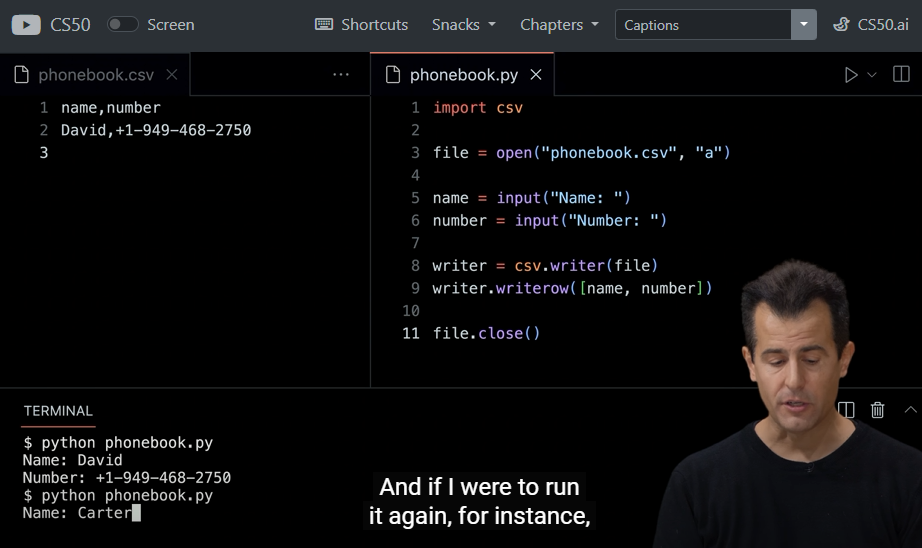 CS50
Screen
Shortcuts
Snacks
Chapters
Captions
CS50.ai
phonebook.csv
1 name,number
2 David,+1-949-468-2750
3
phonebook.py
1 import csv
2
3 file = open("phonebook.csv", "a")
4
5 name = input("Name: ")
6 number = input("Number: ")
7
8 writer = csv.writer(file)
9 writer.writerow([name, number])
10
11 file.close()
TERMINAL
$ python phonebook.py
Name: David
Number: +1-949-468-2750
$ python phonebook.py
Name: Carter
And if I were to run
it again, for instance,